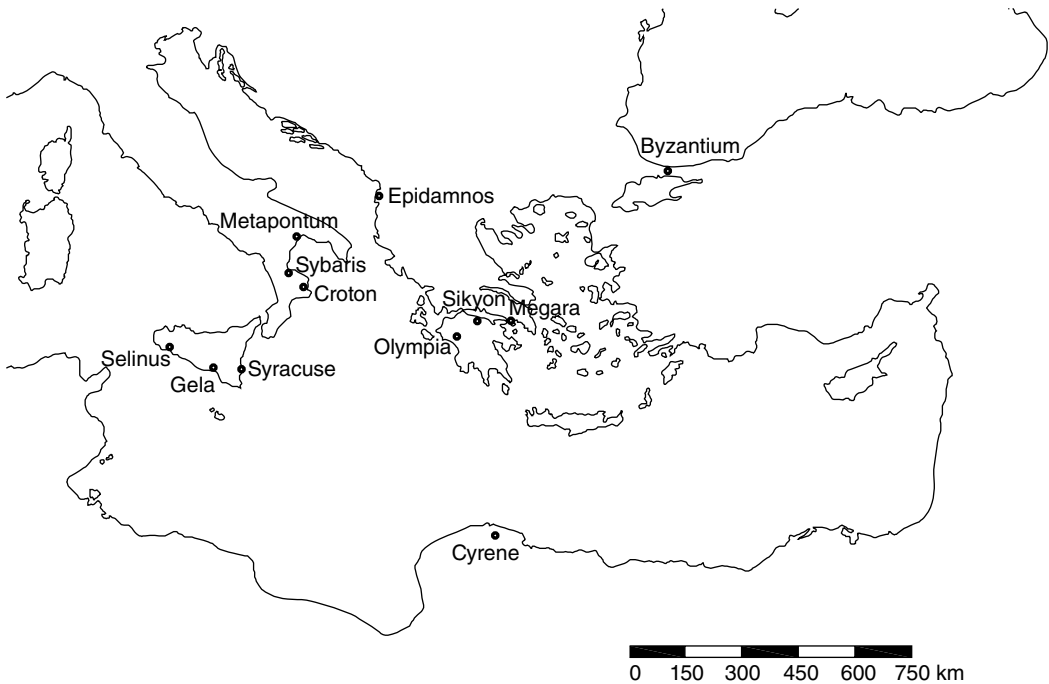 Byzantium
Epidamnos
Metapontum
Sybaris
Croton
Sikyon
Megara
Olympia
Selinus
Gela
Syracuse
Cyrene
0 150 300 450 600 750 km